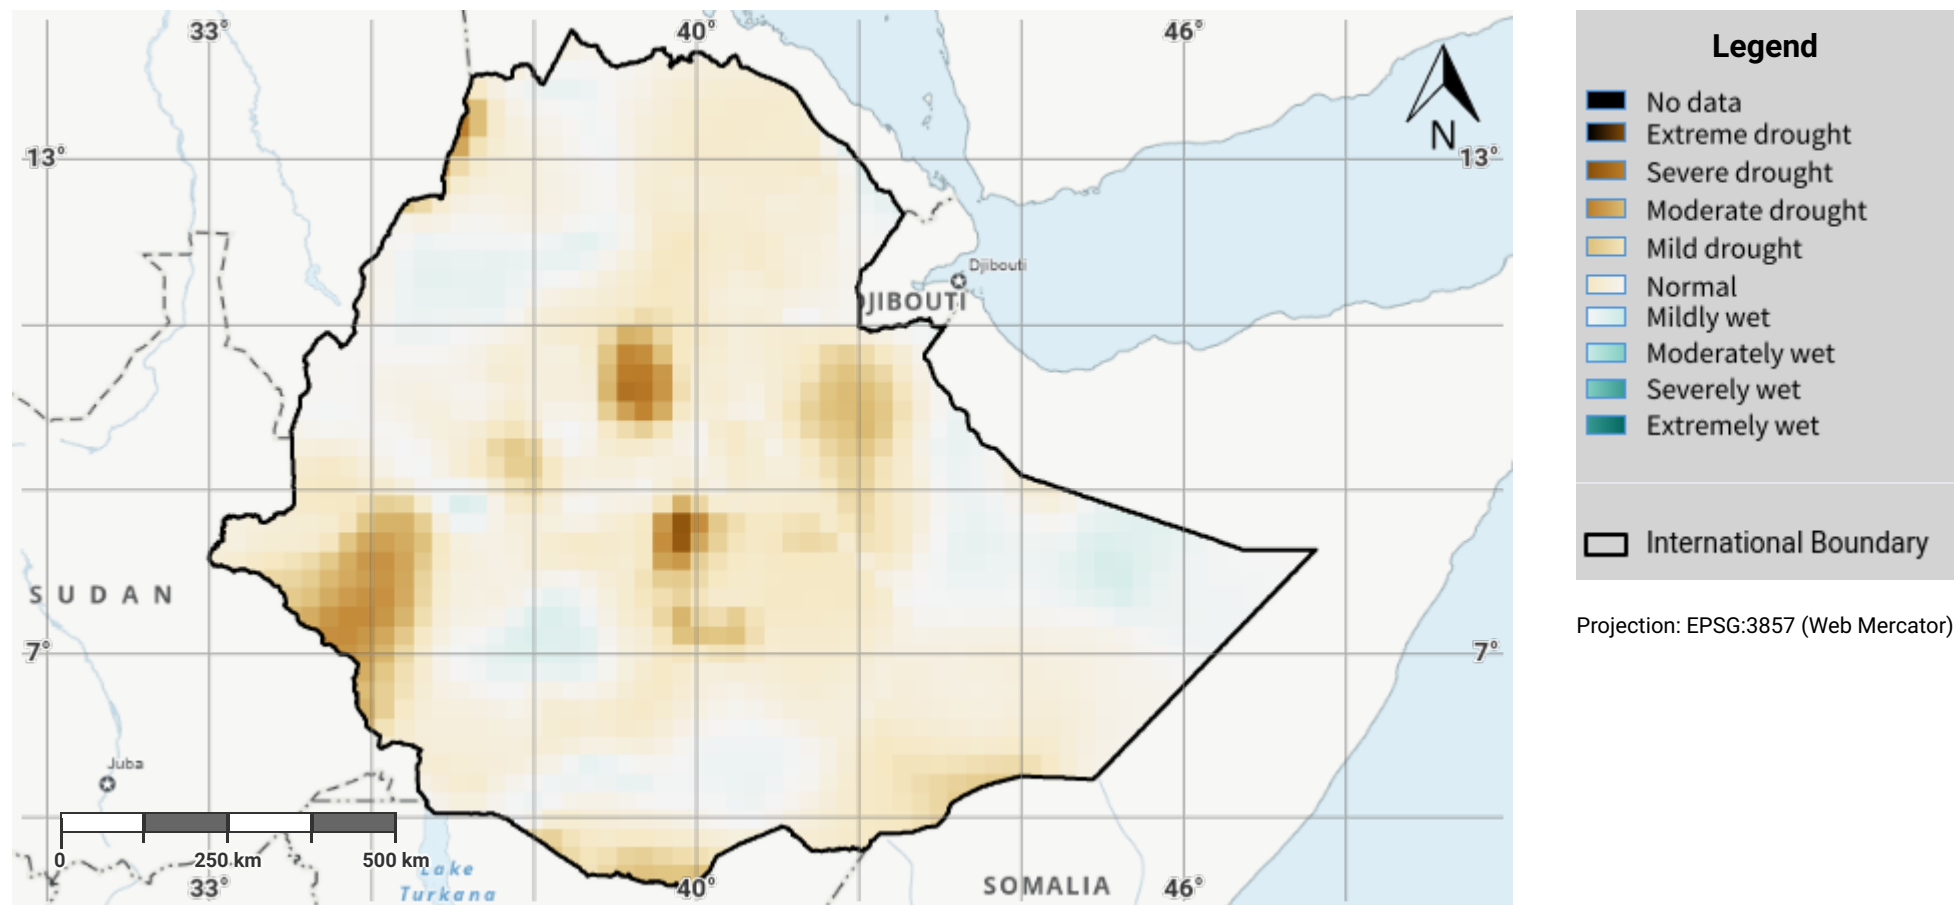 33°
40°
46°
13°
N
13°
Djibouti
JIBOUTI
SUDAN
7°
7°
Juba
0
250 km
500 km
Lake
Turkana
33°
40°
SOMALIA
46°
Legend
No data
Extreme drought
Severe drought
Moderate drought
Mild drought
Normal
Mildly wet
Moderately wet
Severely wet
Extremely wet
International Boundary
Projection: EPSG:3857 (Web Mercator)